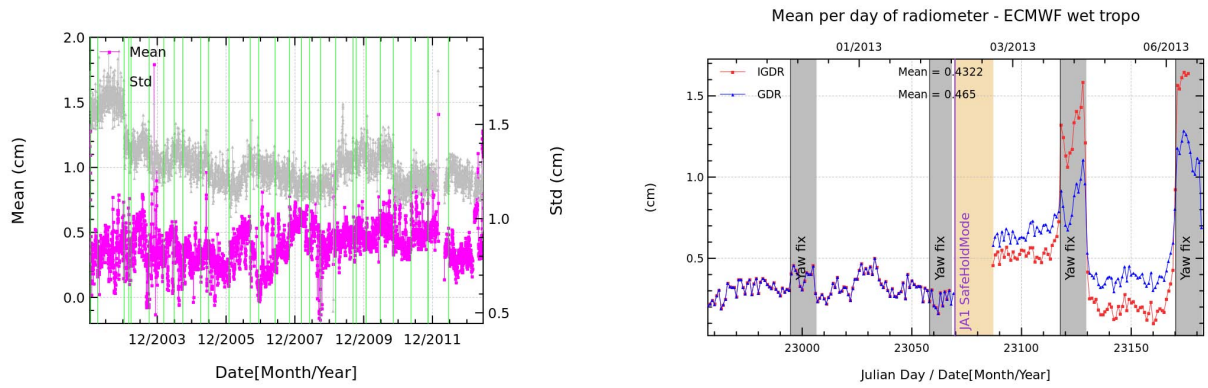 2.0
1.5
1.0
0.5
0.0
Mean (cm)
Mean
Std
1.5
1.0
0.5
Std (cm)
12/2003 12/2005 12/2007 12/2009 12/2011
Date[Month/Year]
Mean per day of radiometer - ECMWF wet tropo
01/2013 03/2013 06/2013
IGDR Mean = 0.4322
GDR Mean = 0.465
1.5
1.0
0.5
(cm)
Yaw fix
Yaw fix
JA1 SafeHoldMode
Yaw fix
Yaw fix
23000 23050 23100 23150
Julian Day / Date[Month/Year]